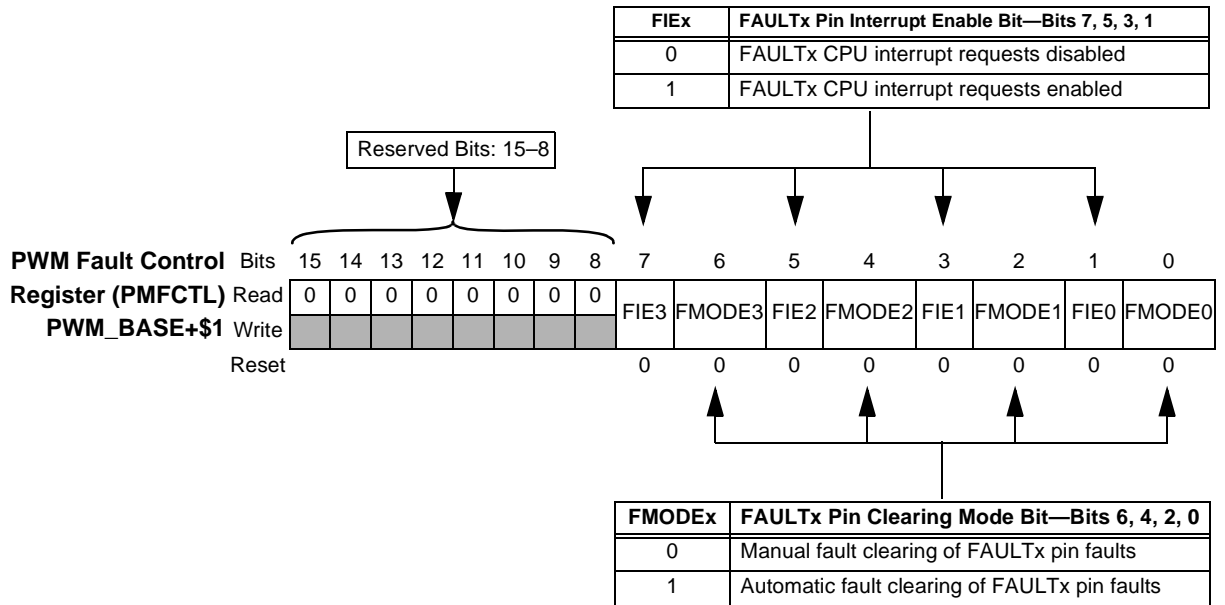 FIEx FAULTx Pin Interrupt Enable Bit—Bits 7, 5, 3, 1
0 FAULTx CPU interrupt requests disabled
1 FAULTx CPU interrupt requests enabled
Reserved Bits: 15–8
PWM Fault Control Bits 15 14 13 12 11 10 9 8 7 6 5 4 3 2 1 0
Register (PMFCTL) Read 0 0 0 0 0 0 0 0
FIE3 FMODE3 FIE2 FMODE2 FIE1 FMODE1 FIE0 FMODE0
PWM_BASE+$1 Write
Reset 0 0 0 0 0 0 0 0
FMODEx FAULTx Pin Clearing Mode Bit—Bits 6, 4, 2, 0
0 Manual fault clearing of FAULTx pin faults
1 Automatic fault clearing of FAULTx pin faults